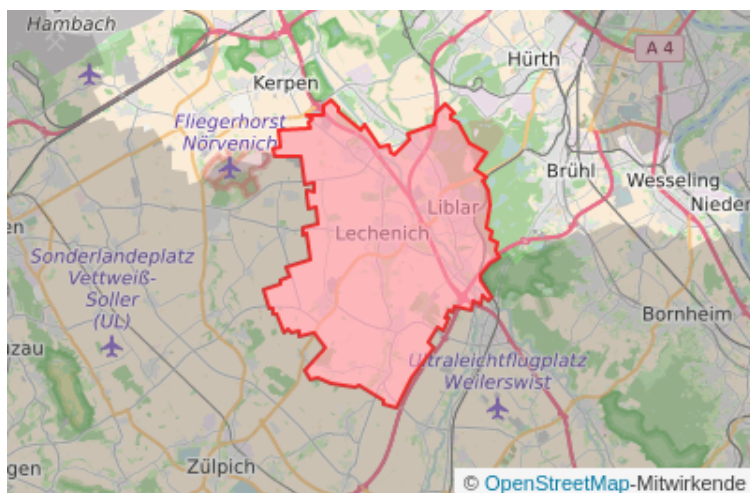 Hambach
A 4
Hürth
Kerpen
Fliegerhorst
Nörvenich
Brühl
Wesseling
Nieder
Liblar
Lechenich
en
Sonderlandeplatz
Vettweiß-
Soller
(UL)
Bornheim
zau
Ultraleichtflugplatz
Weilerswist
gen
Zülpich
© OpenStreetMap-Mitwirkende